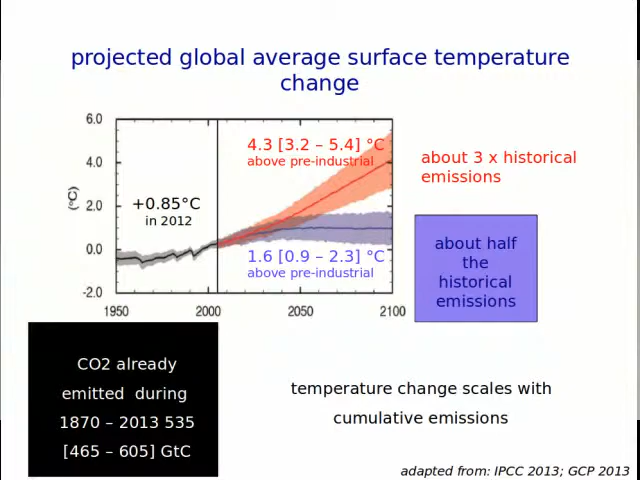 projected global average surface temperature
change
6.0
4.0
2.0
0.0
-2.0
(°C)
1950
2000
2050
2100
4.3 [3.2 – 5.4] °C
above pre-industrial
+0.85°C
in 2012
1.6 [0.9 – 2.3] °C
above pre-industrial
about 3 x historical
emissions
about half
the
historical
emissions
CO2 already
emitted during
1870 – 2013 535
[465 – 605] GtC
temperature change scales with
cumulative emissions
adapted from: IPCC 2013; GCP 2013